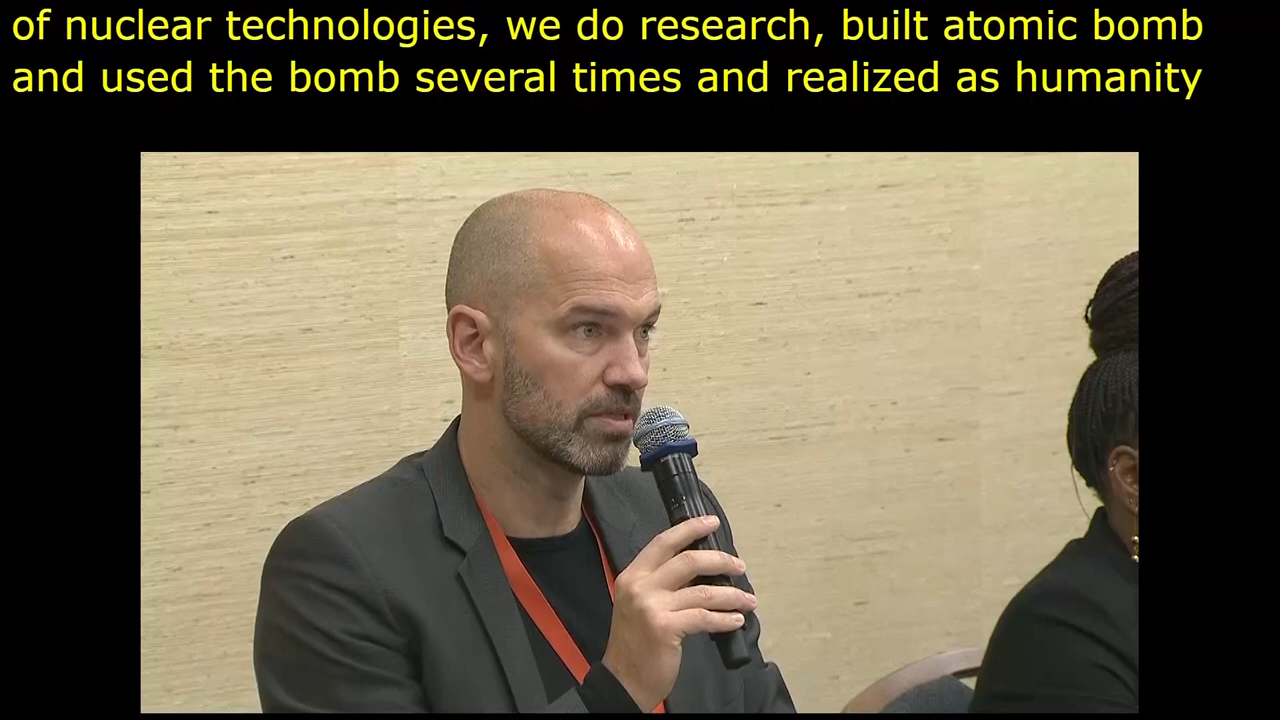 of nuclear technologies, we do research, built atomic bomb
and used the bomb several times and realized as humanity